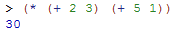 > (* (+ 2 3) (+ 5 1))
30